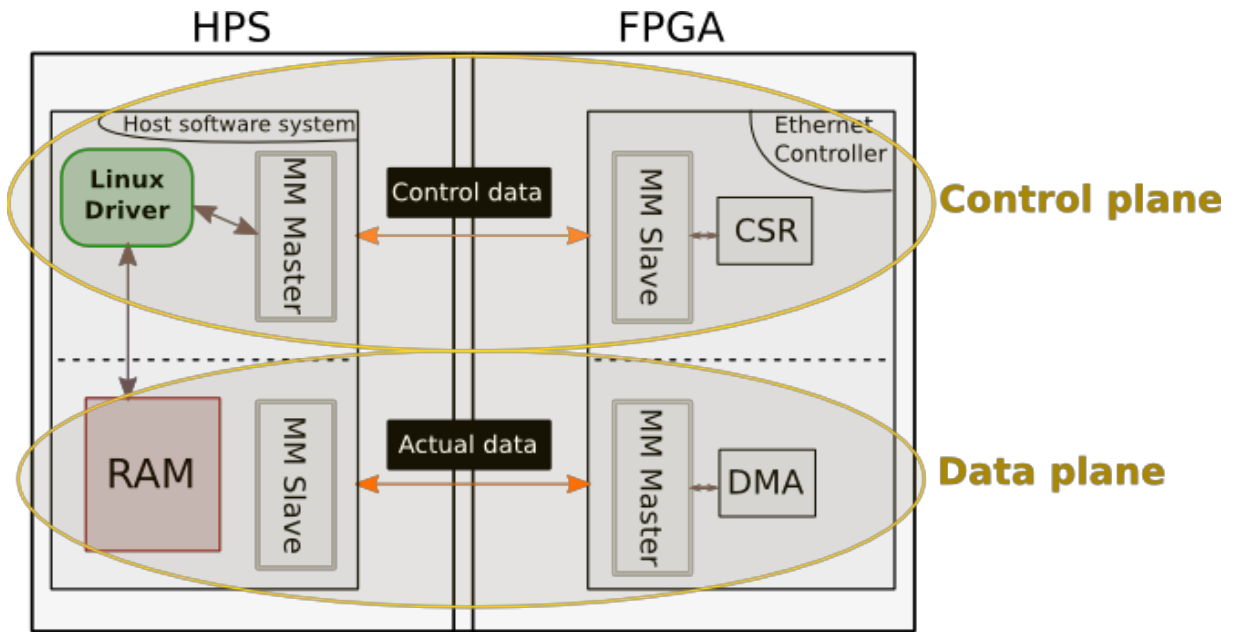 HPS
FPGA
Host software system
Ethernet
Controller
Linux
Driver
MM Master
Control data
MM Slave
CSR
Control plane
RAM
MM Slave
Actual data
MM Master
DMA
Data plane